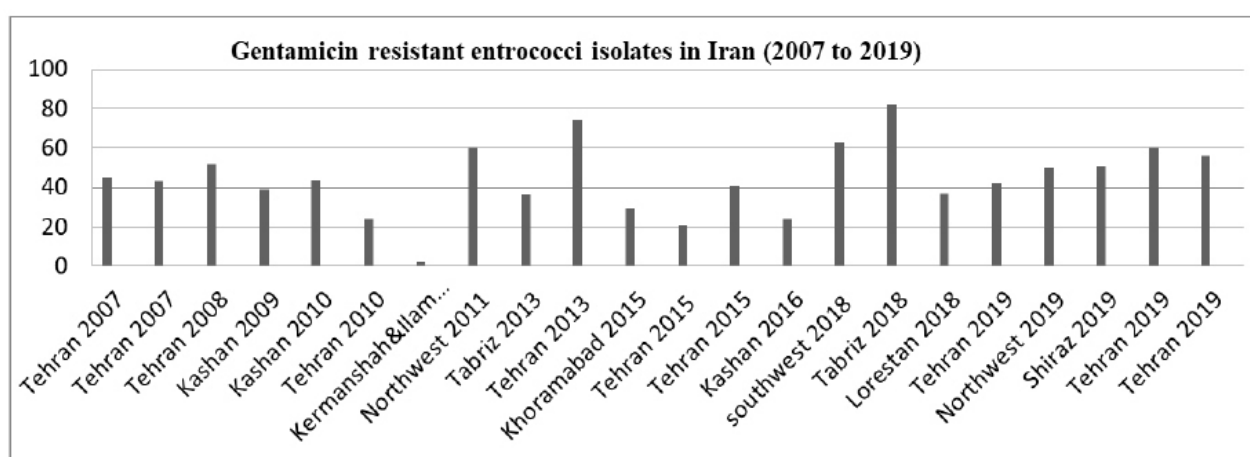 Gentamicin resistant entrococci isolates in Iran (2007 to 2019)
100
80
60
40
20
0
Tehran 2007
Tehran 2007
Tehran 2008
Kashan 2009
Kashan 2010
Tehran 2010
Kermanshah&Ilam...
Northwest 2011
Tabriz 2013
Tehran 2013
Khoramabad 2015
Tehran 2015
Tehran 2015
Kashan 2016
southwest 2018
Tabriz 2018
Lorestan 2018
Tehran 2019
Northwest 2019
Shiraz 2019
Tehran 2019
Tehran 2019